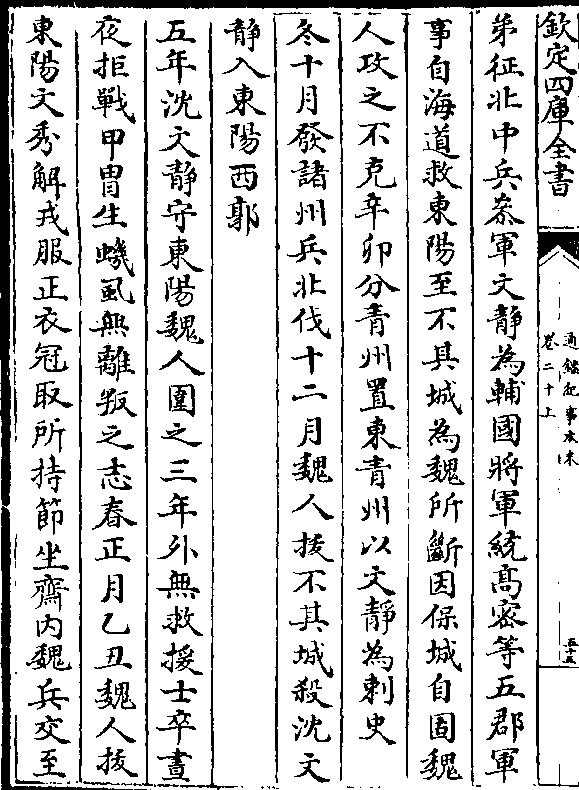 欽定四庫全書
通鑑紀事本末
卷二十上
五十五
弟征北中兵叅軍文靜為輔國將軍統高密等五郡軍
事自海道救東陽至不其城為魏所斷因保城自固魏
人攻之不克辛卯分青州置東青州以文靜為刺史
冬十月發諸州兵北伐十二月魏人拔不其城殺沈文
靜入東陽西郭
五年沈文靜守東陽魏人圍之三年外無救援士卒晝
夜拒戰甲胄生蟣虱無離叛之志春正月乙丑魏人拔
東陽文秀解戎服正衣冠取所持節坐齋内魏兵交至